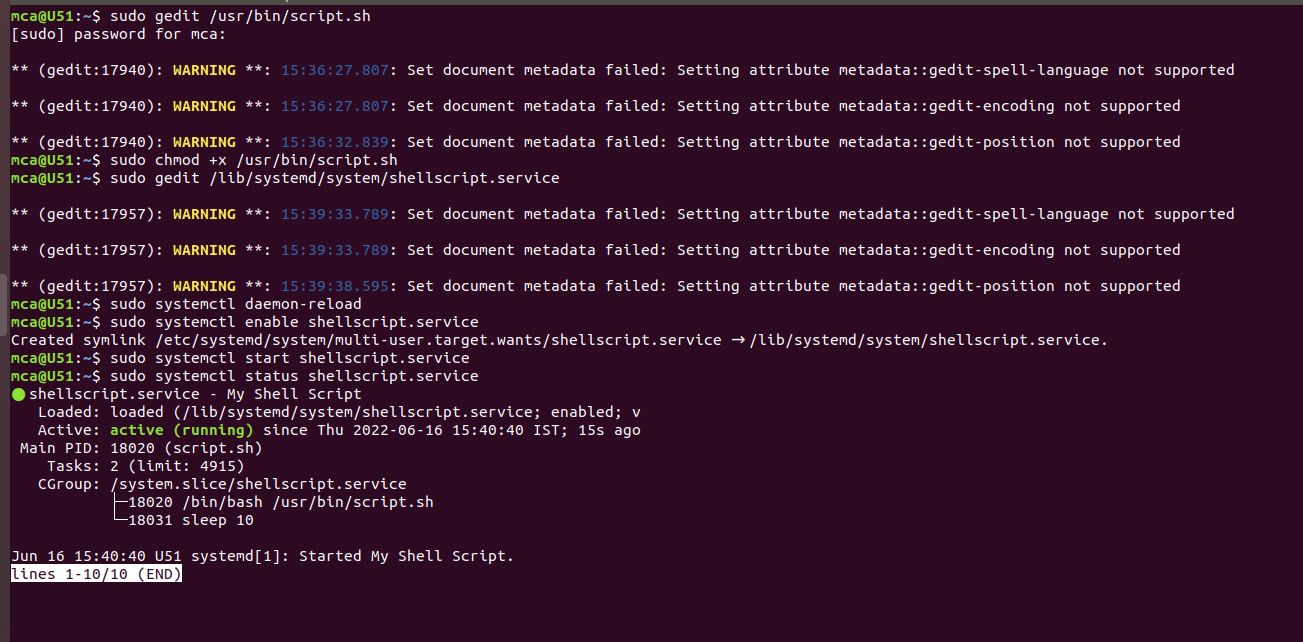 mca@U51:~$ sudo gedit /usr/bin/script.sh
[sudo] password for mca:
** (gedit:17940): WARNING **: 15:36:27.807: Set document metadata failed: Setting attribute metadata::gedit-spell-language not supported
** (gedit:17940): WARNING **: 15:36:27.807: Set document metadata failed: Setting attribute metadata::gedit-encoding not supported
** (gedit:17940): WARNING **: 15:36:32.839: Set document metadata failed: Setting attribute metadata::gedit-position not supported
mca@U51:~$ sudo chmod +x /usr/bin/script.sh
mca@U51:~$ sudo gedit /lib/systemd/system/shellscript.service
** (gedit:17957): WARNING **: 15:39:33.789: Set document metadata failed: Setting attribute metadata::gedit-spell-language not supported
** (gedit:17957): WARNING **: 15:39:33.789: Set document metadata failed: Setting attribute metadata::gedit-encoding not supported
** (gedit:17957): WARNING **: 15:39:38.595: Set document metadata failed: Setting attribute metadata::gedit-position not supported
mca@U51:~$ sudo systemctl daemon-reload
mca@U51:~$ sudo systemctl enable shellscript.service
Created symlink /etc/systemd/system/multi-user.target.wants/shellscript.service → /lib/systemd/system/shellscript.service.
mca@U51:~$ sudo systemctl start shellscript.service
mca@U51:~$ sudo systemctl status shellscript.service
● shellscript.service - My Shell Script
   Loaded: loaded (/lib/systemd/system/shellscript.service; enabled; v
   Active: active (running) since Thu 2022-06-16 15:40:40 IST; 15s ago
 Main PID: 18020 (script.sh)
    Tasks: 2 (limit: 4915)
   CGroup: /system.slice/shellscript.service
           ├─18020 /bin/bash /usr/bin/script.sh
           └─18031 sleep 10
Jun 16 15:40:40 U51 systemd[1]: Started My Shell Script.
lines 1-10/10 (END)